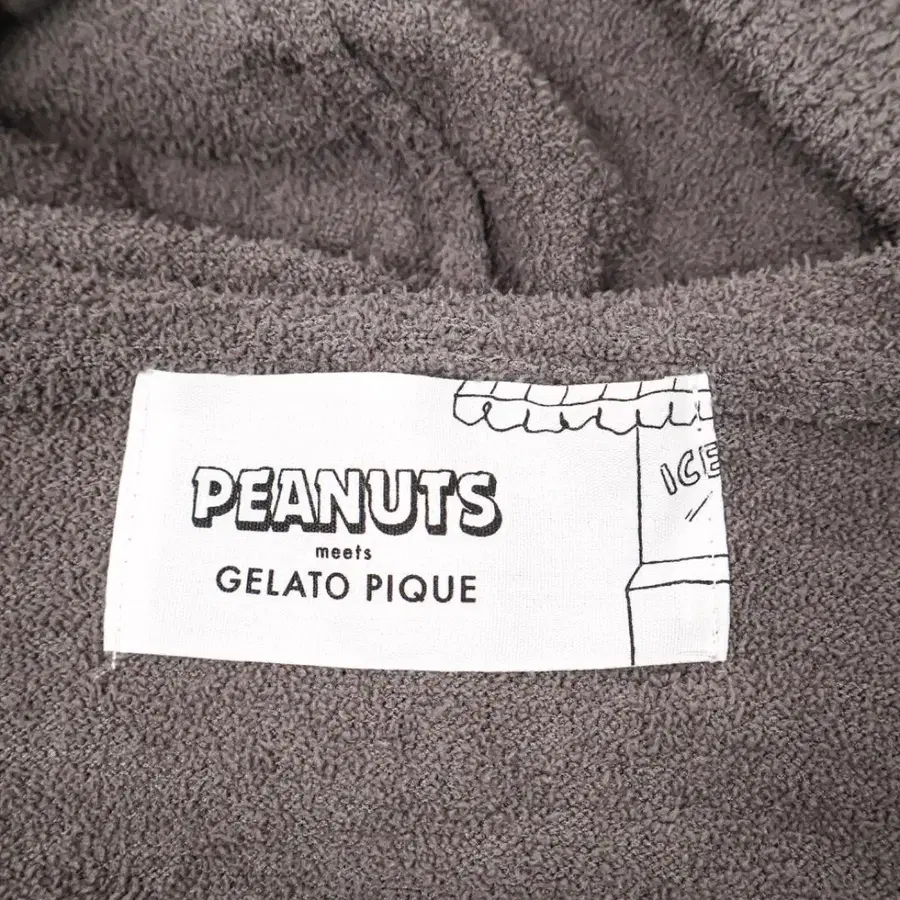 ICE
PEANUTS
meets
GELATO PIQUE